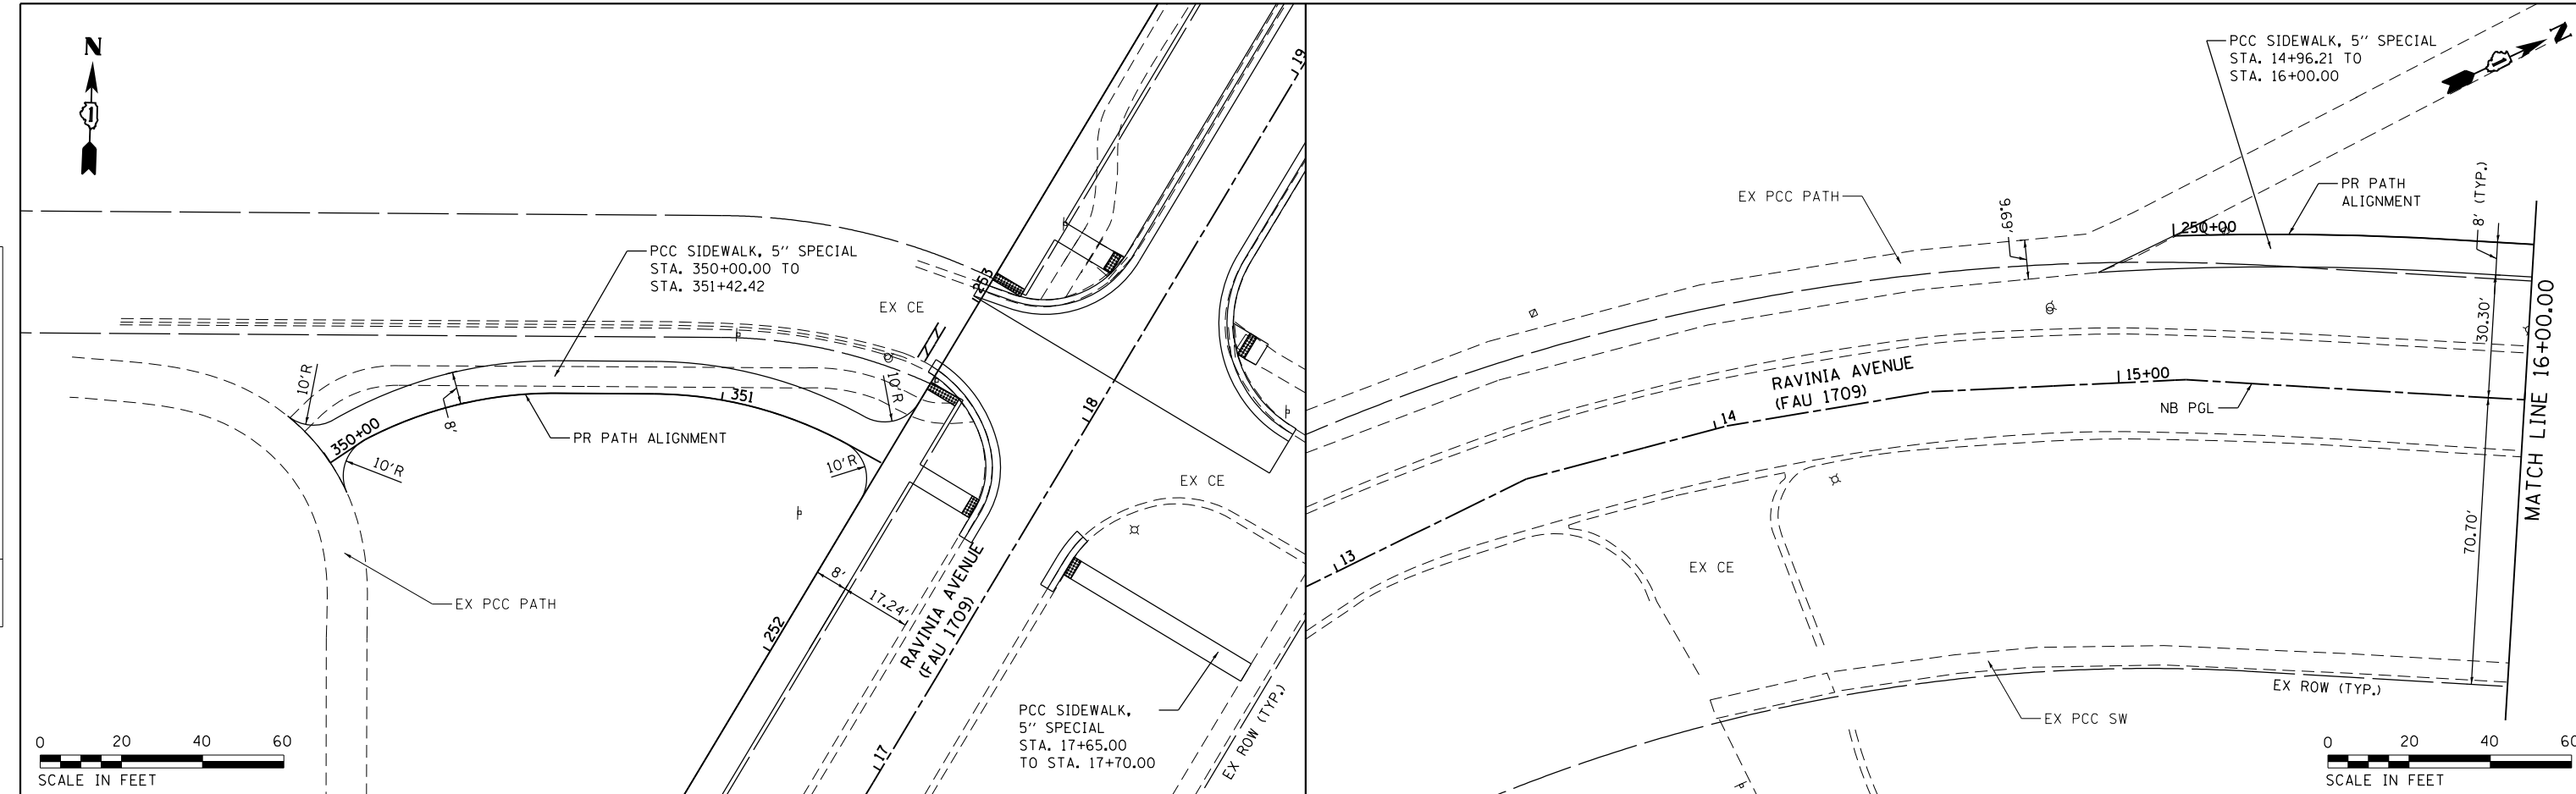 N
1
PCC SIDEWALK, 5'' SPECIAL
STA. 350+00.00 TO
STA. 351+42.42
EX CE
253
19
10'R
10'R
350+00
8'
351
PR PATH ALIGNMENT
10'R
10'R
18
EX CE
EX PCC PATH
8'
17.24'
252
RAVINIA AVENUE
(FAU 1709)
17
PCC SIDEWALK,
5'' SPECIAL
STA. 17+65.00
TO STA. 17+70.00
EX ROW (TYP.)
0 20 40 60
SCALE IN FEET
PCC SIDEWALK, 5'' SPECIAL
STA. 14+96.21 TO
STA. 16+00.00
N
1
EX PCC PATH
9.69'
250+00
PR PATH
ALIGNMENT
8' (TYP.)
30.30'
MATCH LINE 16+00.00
RAVINIA AVENUE
(FAU 1709)
15+00
NB PGL
14
13
EX CE
70.70'
EX ROW (TYP.)
EX PCC SW
0 20 40 60
SCALE IN FEET